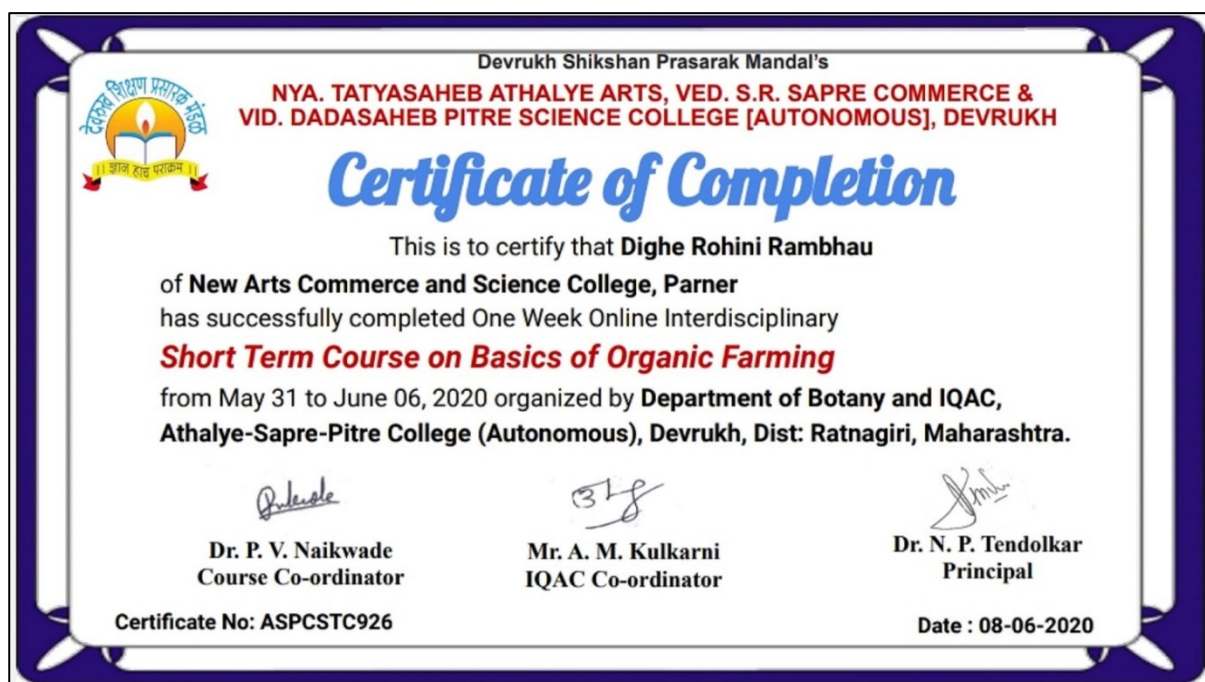 Devrukh Shikshan Prasarak Mandal's
NYA. TATYASAHEB ATHALYE ARTS, VED. S.R. SAPRE COMMERCE &
VID. DADASAHEB PITRE SCIENCE COLLEGE [AUTONOMOUS], DEVRUKH
देवरुख शिक्षण प्रसारक मंडळ
|| ज्ञान हाच पराक्रम ||
Certificate of Completion
This is to certify that Dighe Rohini Rambhau
of New Arts Commerce and Science College, Parner
has successfully completed One Week Online Interdisciplinary
Short Term Course on Basics of Organic Farming
from May 31 to June 06, 2020 organized by Department of Botany and IQAC,
Athalye-Sapre-Pitre College (Autonomous), Devrukh, Dist: Ratnagiri, Maharashtra.
Dr. P. V. Naikwade
Course Co-ordinator
Mr. A. M. Kulkarni
IQAC Co-ordinator
Dr. N. P. Tendolkar
Principal
Certificate No: ASPCSTC926
Date : 08-06-2020